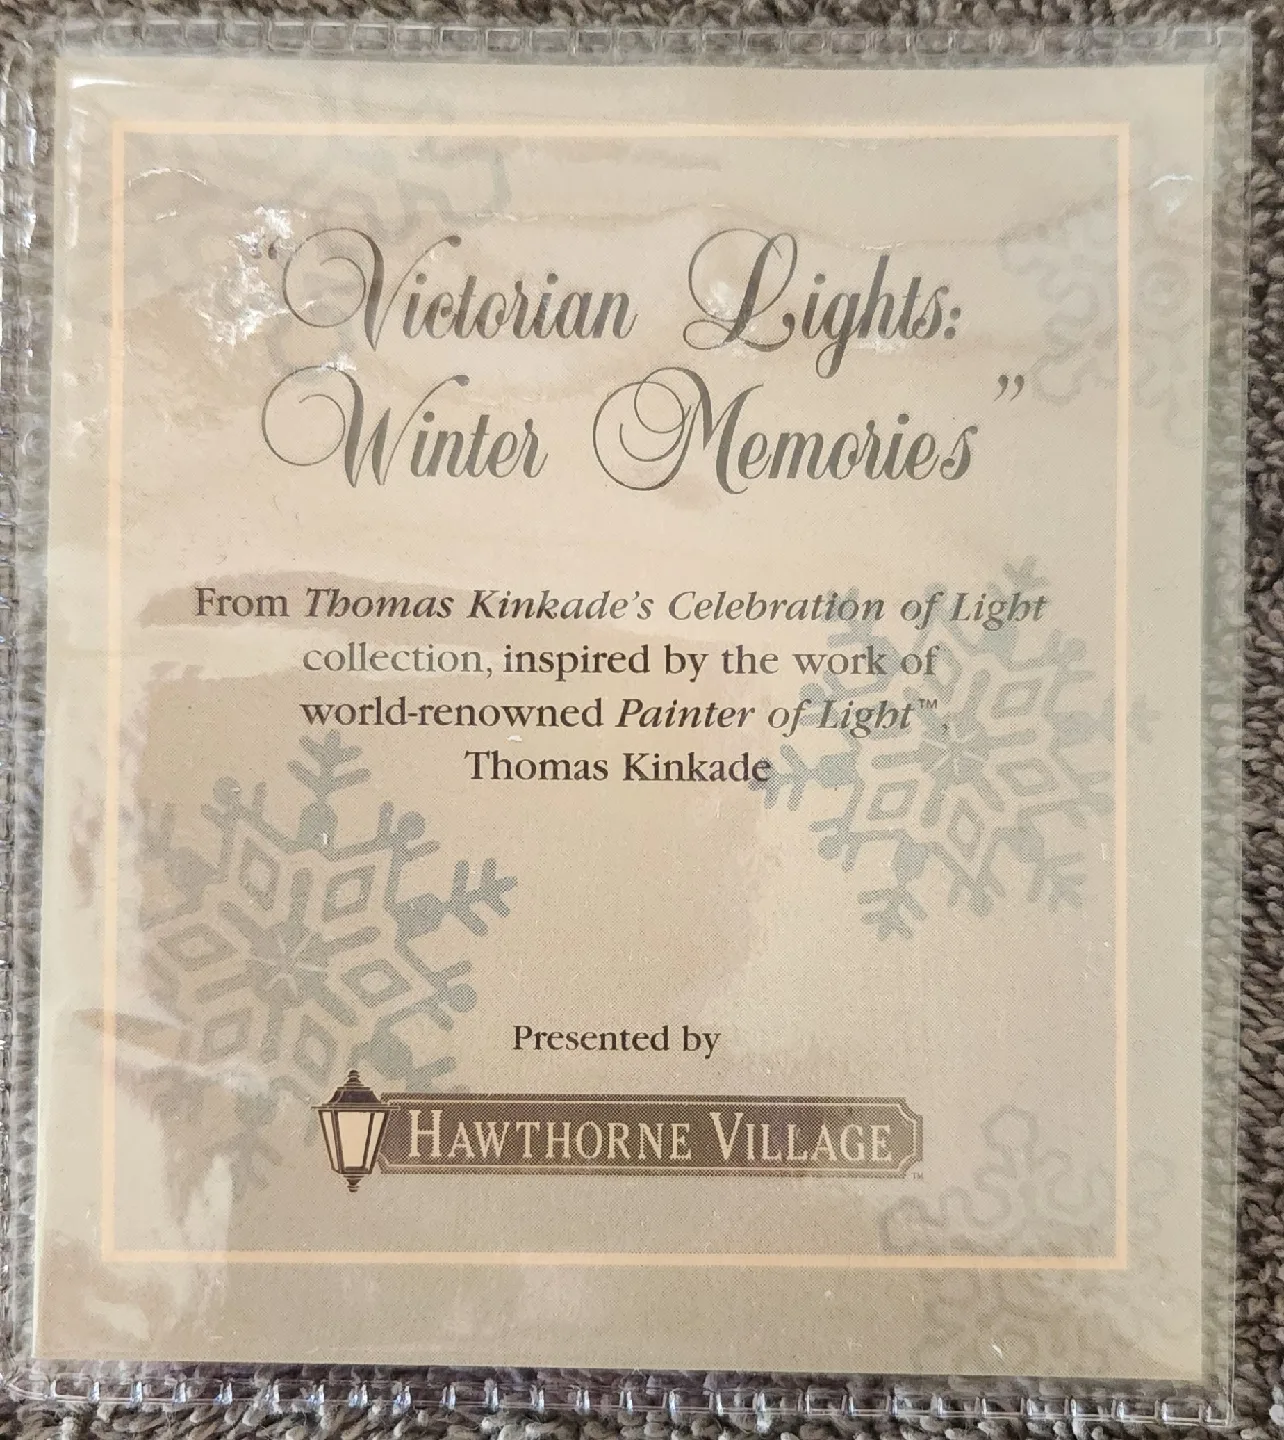 “Victorian Lights:
Winter Memories”
From Thomas Kinkade’s Celebration of Light
collection, inspired by the work of
world-renowned Painter of Light™,
Thomas Kinkade
Presented by
HAWTHORNE VILLAGE™